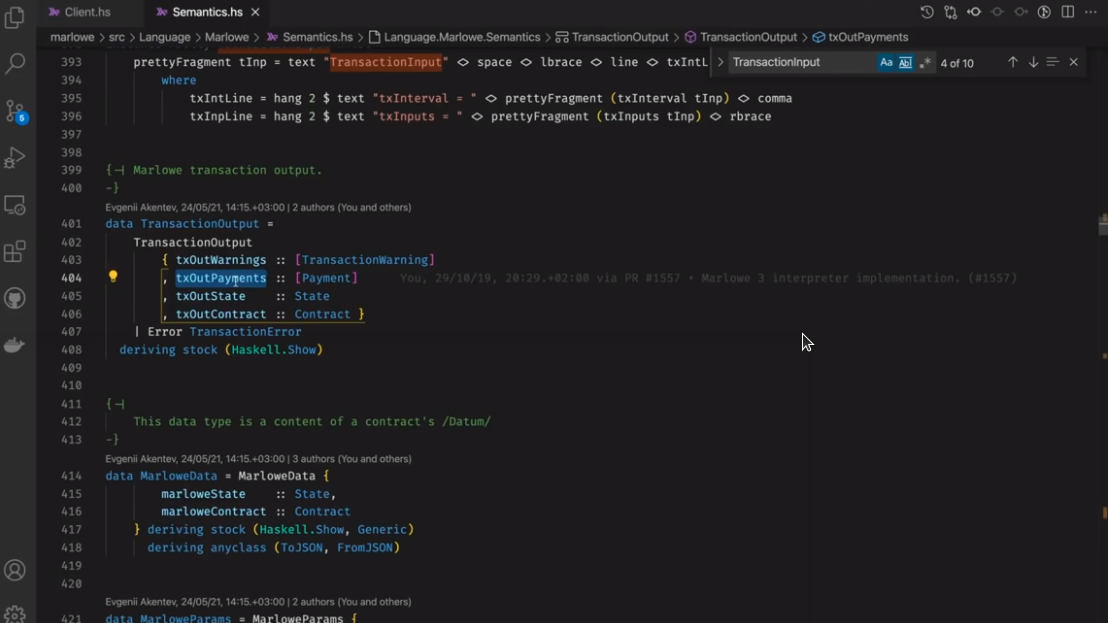 Client.hs
Semantics.hs
marlowe > src > Language > Marlowe > Semantics.hs > Language.Marlowe.Semantics > TransactionOutput > TransactionOutput > txOutPayments
TransactionInput
Aa
Ab
4 of 10
5
393 prettyFragment tInp = text "TransactionInput" <> space <> lbrace <> line <> txIntL
394 where
395 txIntLine = hang 2 $ text "txInterval = " <> prettyFragment (txInterval tInp) <> comma
396 txInpLine = hang 2 $ text "txInputs = " <> prettyFragment (txInputs tInp) <> rbrace
397
398
399 {-| Marlowe transaction output.
400 -}
Evgenii Akentev, 24/05/21, 14:15.+03:00 | 2 authors (You and others)
401 data TransactionOutput =
402 TransactionOutput
403 { txOutWarnings :: [TransactionWarning]
404 , txOutPayments :: [Payment] You, 29/10/19, 20:29.+02:00 via PR #1557 • Marlowe 3 interpreter implementation. (#1557)
405 , txOutState :: State
406 , txOutContract :: Contract }
407 | Error TransactionError
408 deriving stock (Haskell.Show)
409
410
411 {-|
412 This data type is a content of a contract's /Datum/
413 -}
Evgenii Akentev, 24/05/21, 14:15.+03:00 | 3 authors (You and others)
414 data MarloweData = MarloweData {
415 marloweState :: State,
416 marloweContract :: Contract
417 } deriving stock (Haskell.Show, Generic)
418 deriving anyclass (ToJSON, FromJSON)
419
420
Evgenii Akentev, 24/05/21, 14:15.+03:00 | 2 authors (You and others)
421 data MarloweParams = MarloweParams {